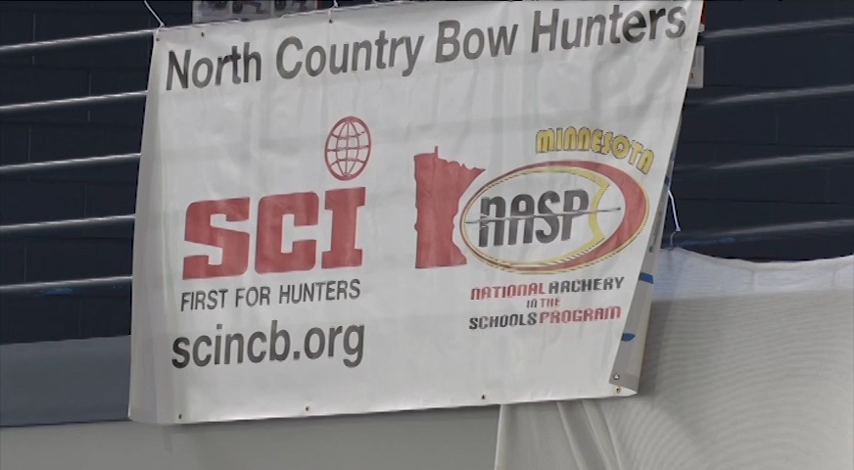 North Country Bow Hunters
SCI
FIRST FOR HUNTERS
scincb.org
MINNESOTA
NASP
NATIONAL ARCHERY
IN THE
SCHOOLS PROGRAM